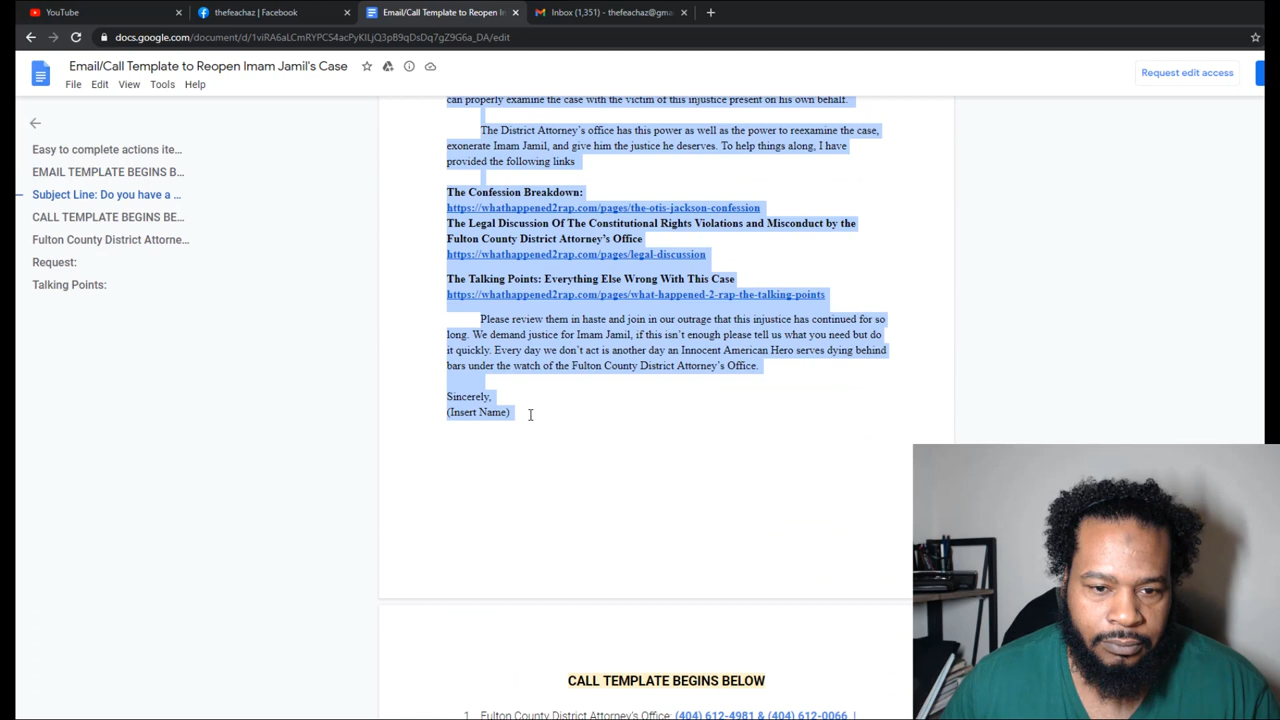 YouTube
thefeachaz | Facebook
Email/Call Template to Reopen Im
Inbox (1,351) - thefeachaz@gma
docs.google.com/document/d/1viRA6aLCmRYPCS4acPyKILjQ3pB9qDsDq7gZ9G6a_DA/edit
Email/Call Template to Reopen Imam Jamil's Case
File Edit View Tools Help
Request edit access
Easy to complete actions ite...
EMAIL TEMPLATE BEGINS B...
Subject Line: Do you have a ...
CALL TEMPLATE BEGINS BE...
Fulton County District Attorne...
Request:
Talking Points:
can properly examine the case with the victim of this injustice present on his own behalf.
The District Attorney's office has this power as well as the power to reexamine the case,
exonerate Imam Jamil, and give him the justice he deserves. To help things along, I have
provided the following links
The Confession Breakdown:
https://whathappened2rap.com/pages/the-otis-jackson-confession
The Legal Discussion Of The Constitutional Rights Violations and Misconduct by the
Fulton County District Attorney's Office
https://whathappened2rap.com/pages/legal-discussion
The Talking Points: Everything Else Wrong With This Case
https://whathappened2rap.com/pages/what-happened-2-rap-the-talking-points
Please review them in haste and join in our outrage that this injustice has continued for so
long. We demand justice for Imam Jamil, if this isn't enough please tell us what you need but do
it quickly. Every day we don't act is another day an Innocent American Hero serves dying behind
bars under the watch of the Fulton County District Attorney's Office.
Sincerely,
(Insert Name)
CALL TEMPLATE BEGINS BELOW
1. Fulton County District Attorney's Office: (404) 612-4981 & (404) 612-0066 |